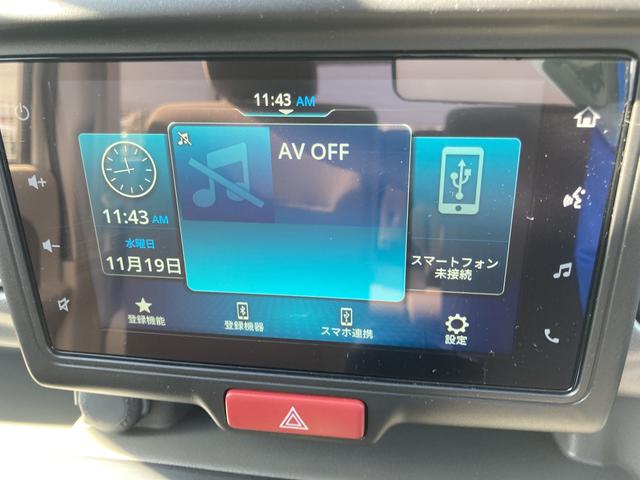 11:43 AM
AV OFF
11:43 AM
水曜日
11月19日
スマートフォン
未接続
登録機能
登録機器
スマホ連携
設定